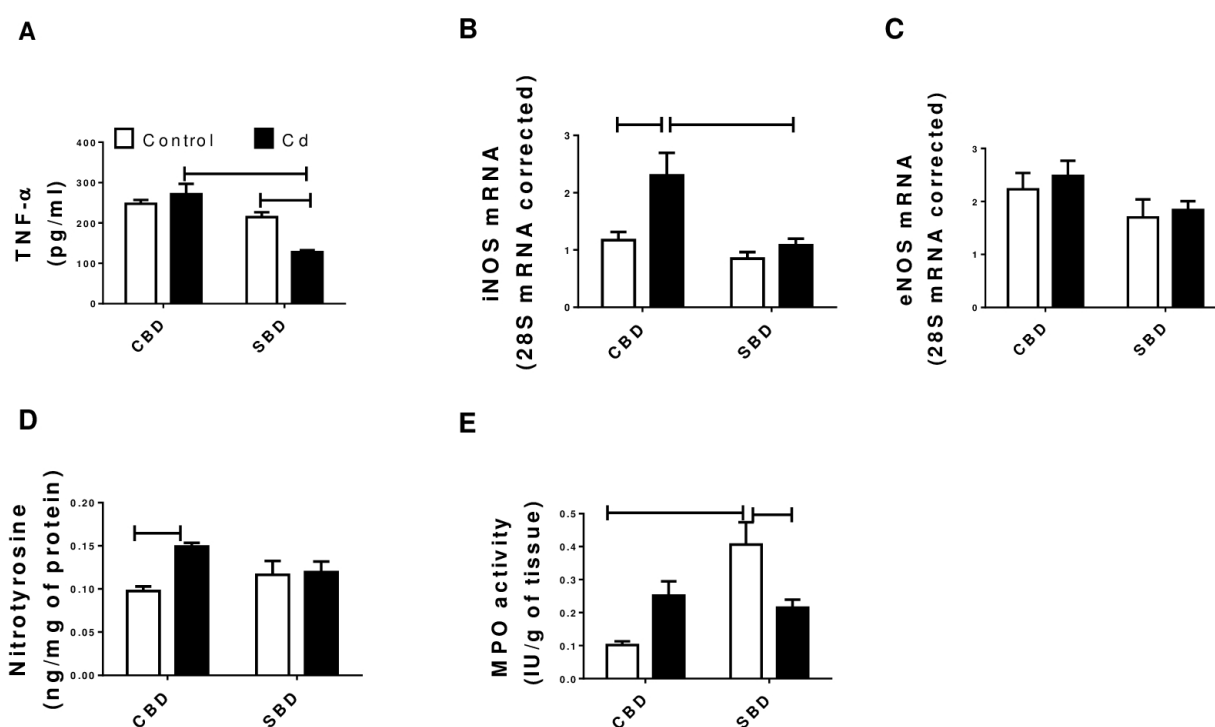 A
B
C
Control
Cd
TNF-α
(pg/ml)
400
300
200
100
0
CBD
SBD
iNOS mRNA
(28S mRNA corrected)
3
2
1
0
CBD
SBD
eNOS mRNA
(28S mRNA corrected)
3
2
1
0
CBD
SBD
D
E
Nitrotyrosine
(ng/mg of protein)
0.20
0.15
0.10
0.05
0.00
CBD
SBD
MPO activity
(IU/g of tissue)
0.5
0.4
0.3
0.2
0.1
0.0
CBD
SBD